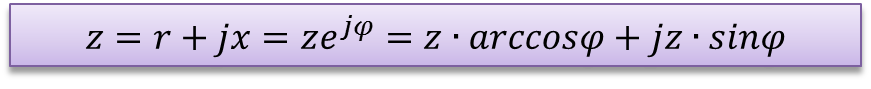 z = r + jx = ze^{jφ} = z · arccosφ + jz · sinφ